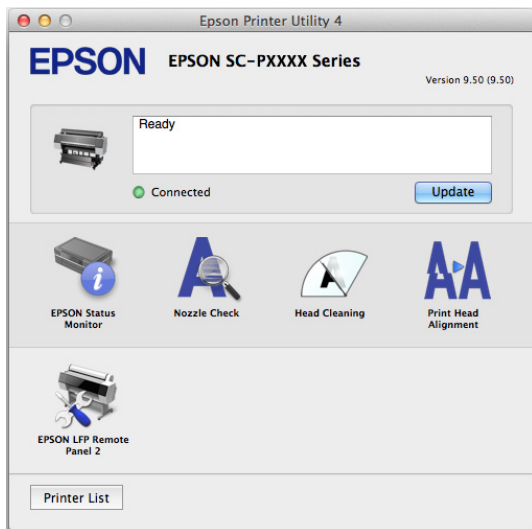 Epson Printer Utility 4
EPSON
EPSON SC-PXXXX Series
Version 9.50 (9.50)
Ready
Connected
Update
EPSON Status
Monitor
Nozzle Check
Head Cleaning
Print Head
Alignment
EPSON LFP Remote
Panel 2
Printer List